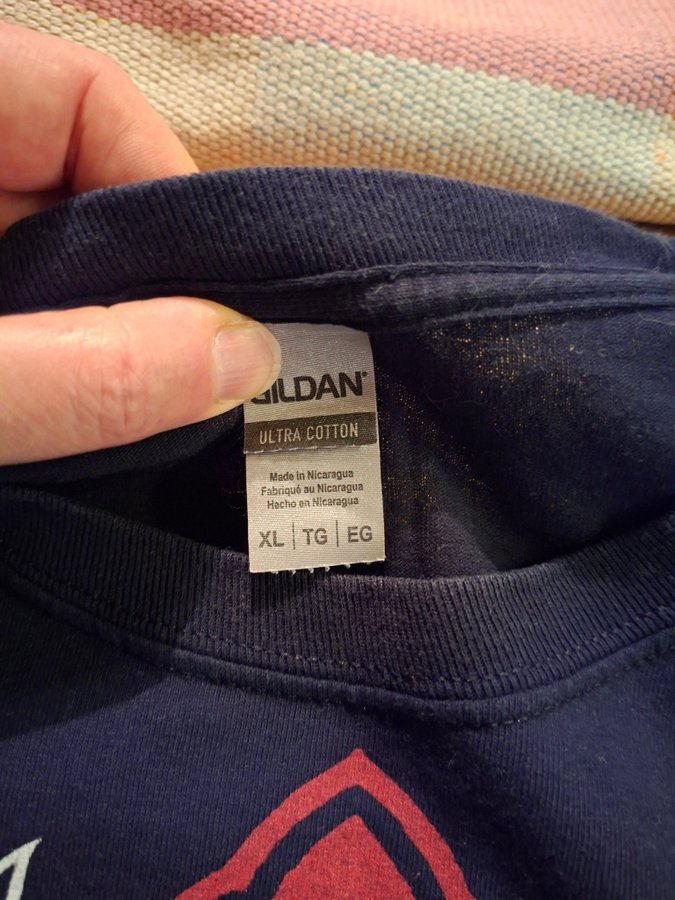 GILDAN®
ULTRA COTTON
Made in Nicaragua
Fabriqué au Nicaragua
Hecho en Nicaragua
XL | TG | EG